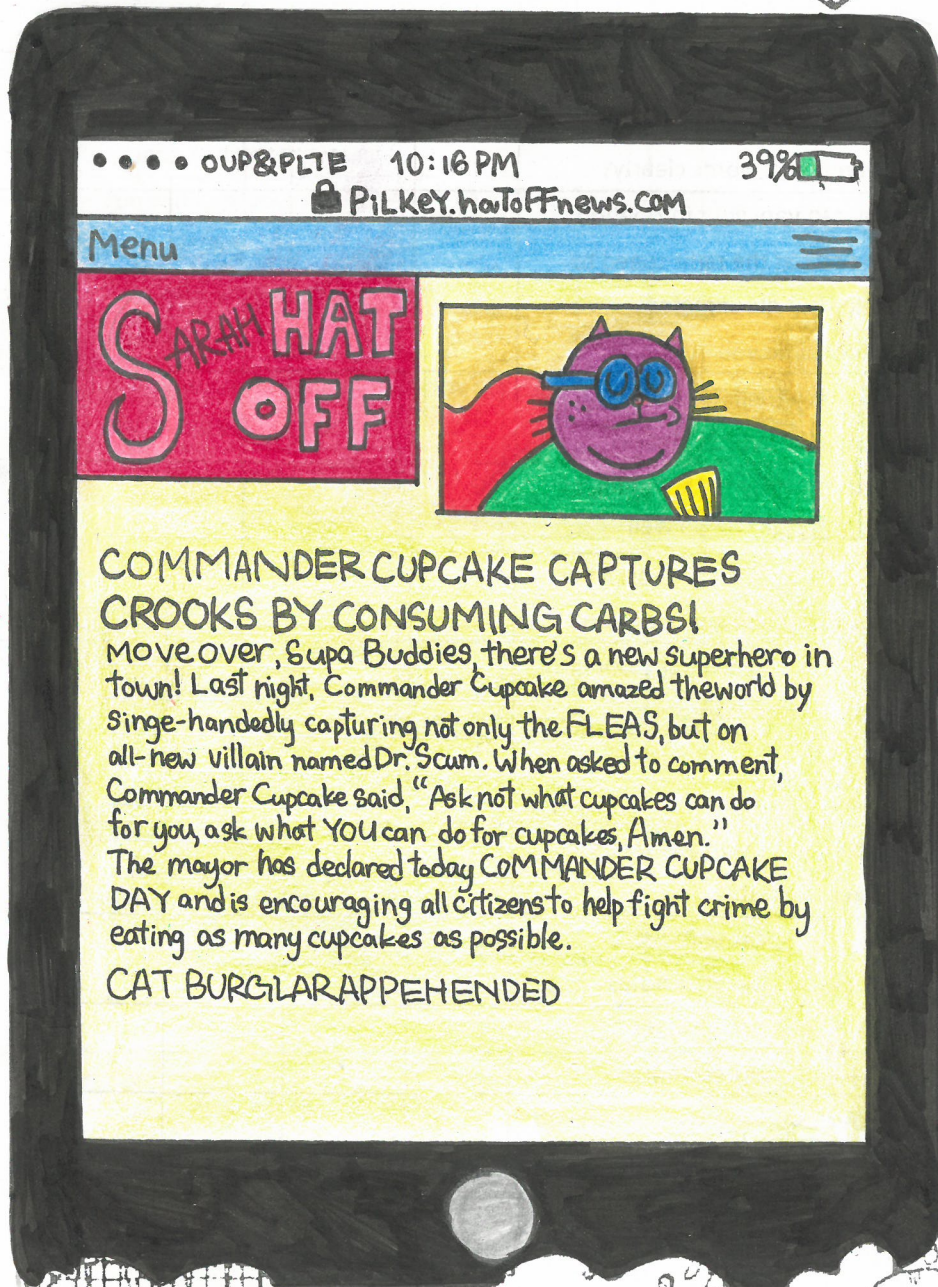 OUP&PLTE 10:16 PM 39%
PiLKeY.haToFFnews.com
Menu
SARAH HAT
OFF
COMMANDER CUPCAKE CAPTURES
CROOKS BY CONSUMING CARBS!
Move over, Supa Buddies, there's a new superhero in
town! Last night, Commander Cupcake amazed theworld by
singe-handedly capturing not only the FLEAS, but on
all-new villain named Dr. Scum. When asked to comment,
Commander Cupcake said, "Ask not what cupcakes can do
for you, ask what YOU can do for cupcakes, Amen."
The mayor has declared today COMMANDER CUPCAKE
DAY and is encouraging all citizens to help fight crime by
eating as many cupcakes as possible.
CAT BURGLAR APPEHENDED